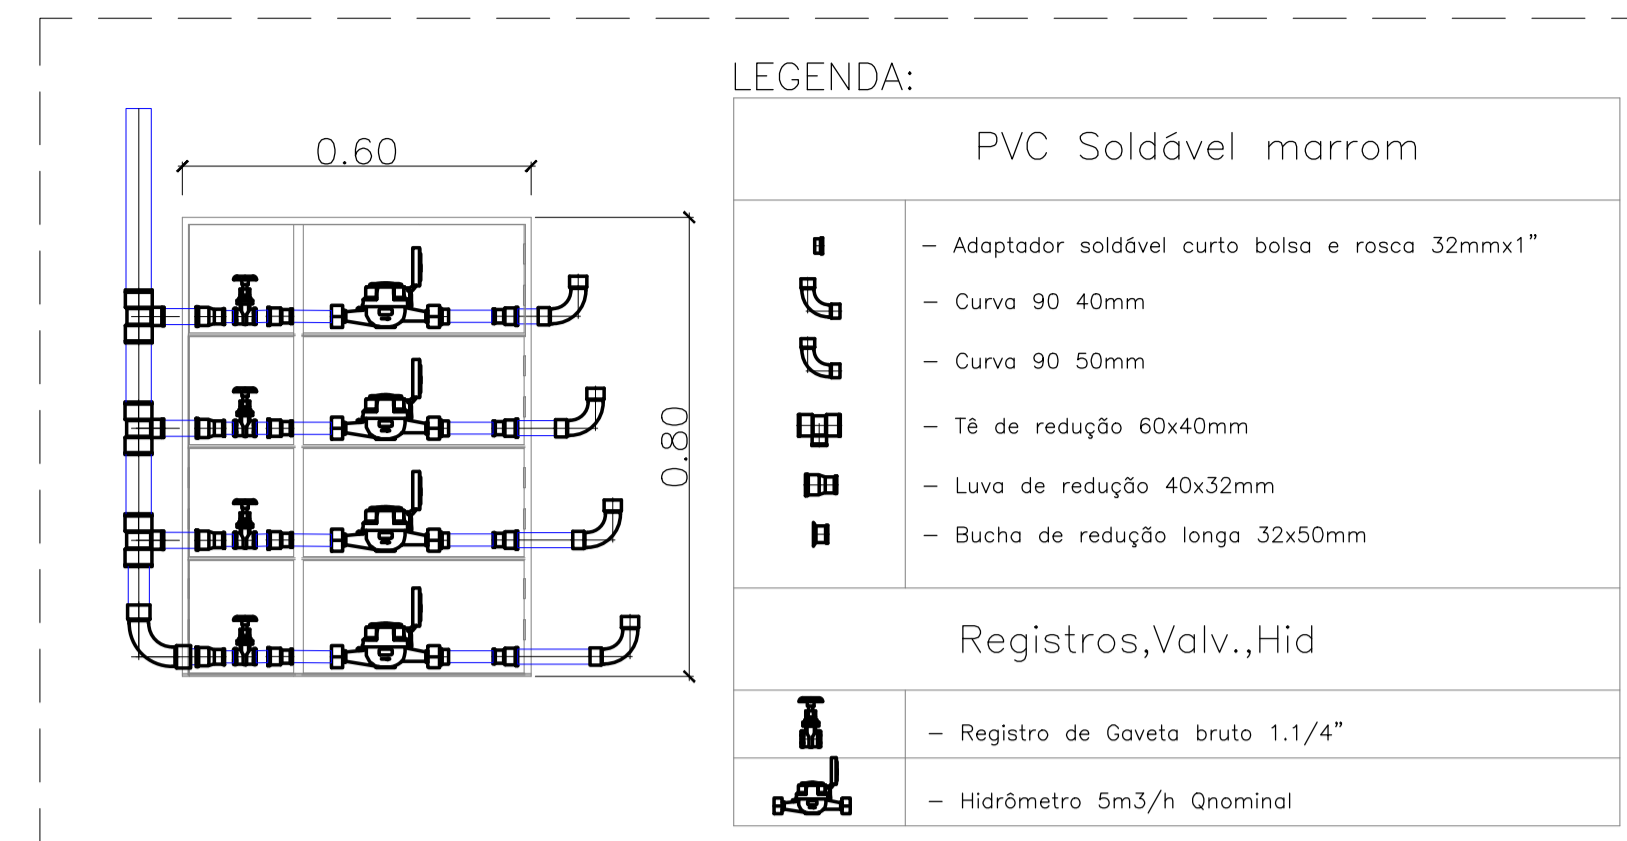 LEGENDA:
0.60
0.80
PVC Soldável marrom
- Adaptador soldável curto bolsa e rosca 32mmx1"
- Curva 90 40mm
- Curva 90 50mm
- Tê de redução 60x40mm
- Luva de redução 40x32mm
- Bucha de redução longa 32x50mm
Registros,Valv.,Hid
- Registro de Gaveta bruto 1.1/4"
- Hidrômetro 5m3/h Qnominal